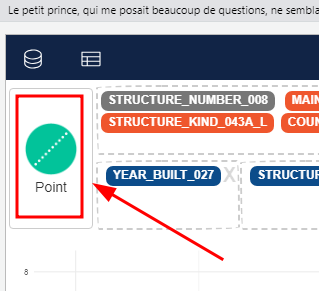 Le petit prince, qui me posait beaucoup de questions, ne sembla
STRUCTURE_NUMBER_008 MAIN
STRUCTURE_KIND_043A_L COUN
Point
YEAR_BUILT_027 X STRUCTUR
8